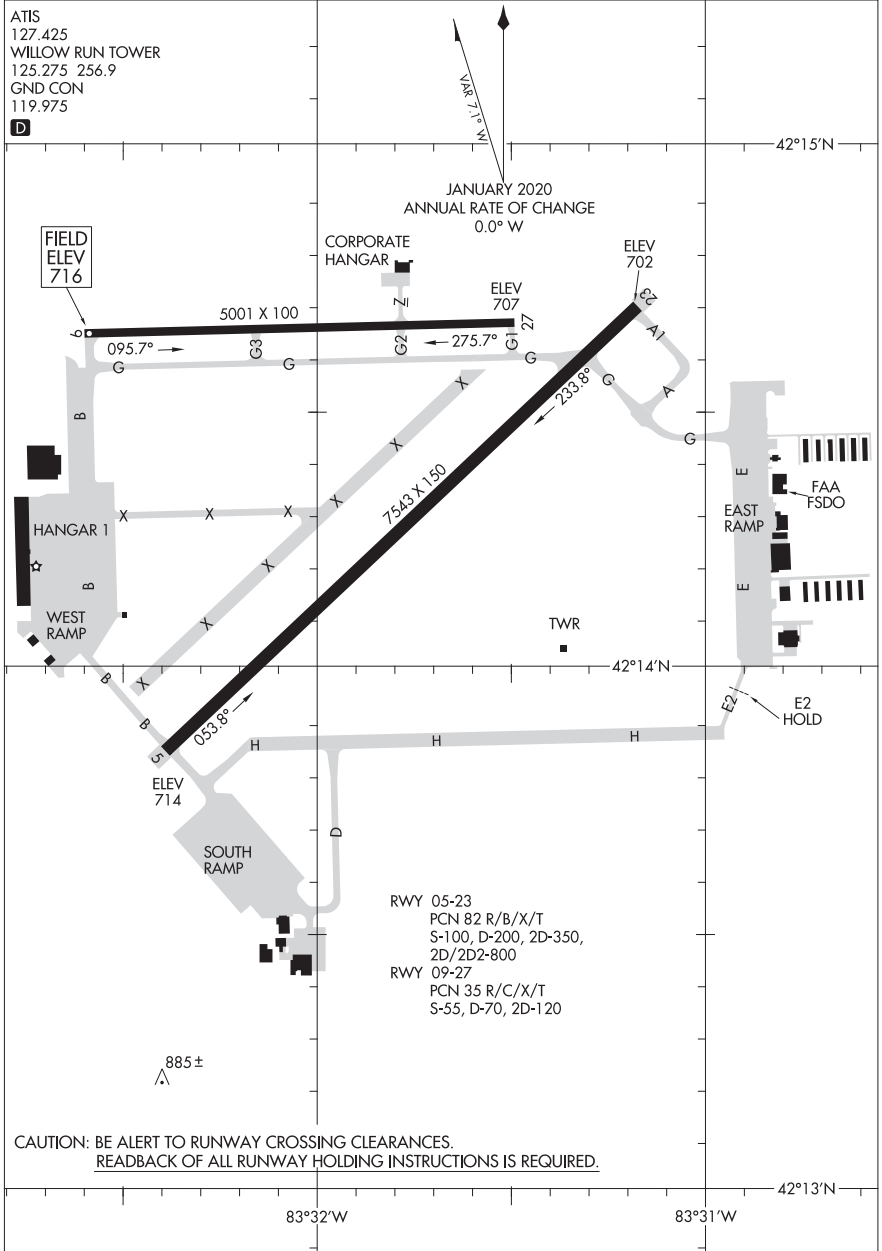 ATIS
127.425
WILLOW RUN TOWER
125.275 256.9
GND CON
119.975
D
VAR 7.1° W
42°15'N
JANUARY 2020
ANNUAL RATE OF CHANGE
0.0° W
FIELD
ELEV
716
CORPORATE
HANGAR
ELEV
707
ELEV
702
23
Z
5001 X 100
9
27
095.7°
G3
G2
275.7°
G1
G
A1
G
G
G
A
233.8°
X
B
G
X
E
7543 X 150
EAST
RAMP
FAA
FSDO
X
X
X
X
HANGAR 1
X
B
E
WEST
RAMP
X
TWR
42°14'N
B
X
E2
E2
HOLD
B
053.8°
H
H
H
5
ELEV
714
D
SOUTH
RAMP
RWY 05-23
PCN 82 R/B/X/T
S-100, D-200, 2D-350,
2D/2D2-800
RWY 09-27
PCN 35 R/C/X/T
S-55, D-70, 2D-120
885±
CAUTION: BE ALERT TO RUNWAY CROSSING CLEARANCES.
READBACK OF ALL RUNWAY HOLDING INSTRUCTIONS IS REQUIRED.
42°13'N
83°32'W
83°31'W